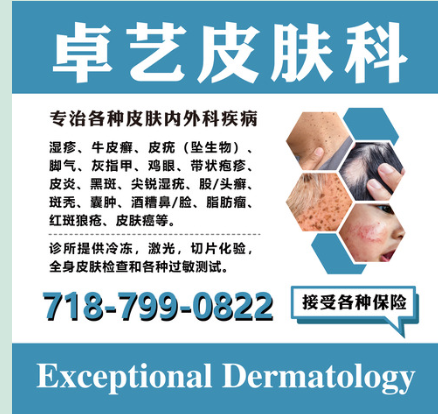 卓艺皮肤科
专治各种皮肤内外科疾病
湿疹、牛皮癣、皮疣（坠生物）、
脚气、灰指甲、鸡眼、带状疱疹、
皮炎、黑斑、尖锐湿疣、股/头癣、
斑秃、囊肿、酒糟鼻/脸、脂肪瘤、
红斑狼疮、皮肤癌等。
诊所提供冷冻，激光，切片化验，
全身皮肤检查和各种过敏测试。
718-799-0822
接受各种保险
Exceptional Dermatology